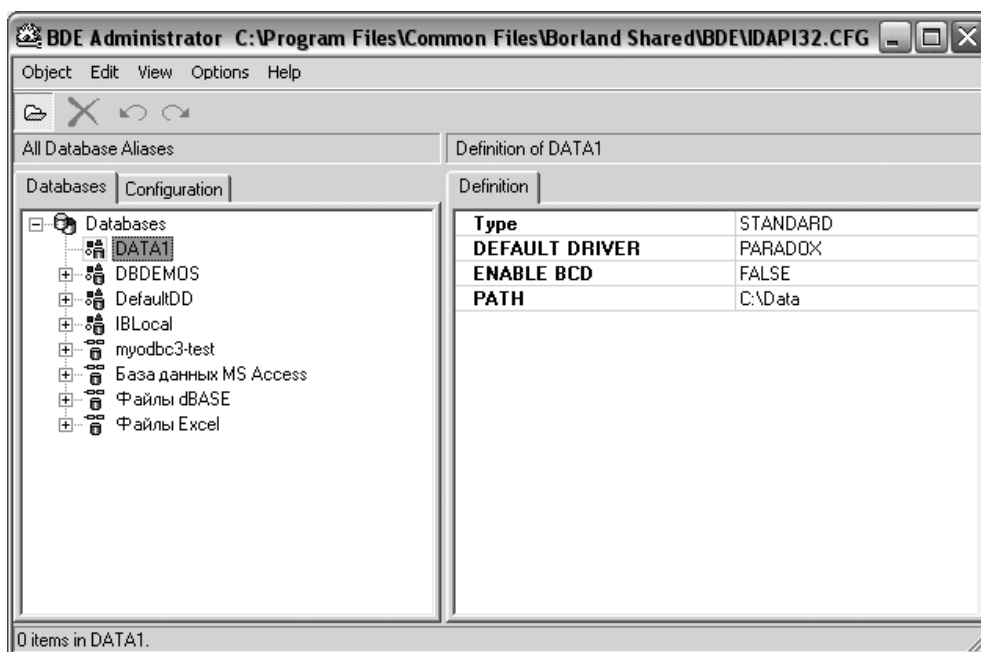 BDE Administrator C:\Program Files\Common Files\Borland Shared\BDE\IDAPI32.CFG
Object Edit View Options Help
All Database Aliases
Definition of DATA1
Databases Configuration
Definition
Databases
DATA1
DBDEMOS
DefaultDD
IBLocal
myodbc3-test
База данных MS Access
Файлы dBASE
Файлы Excel
Type STANDARD
DEFAULT DRIVER PARADOX
ENABLE BCD FALSE
PATH C:\Data
0 items in DATA1.